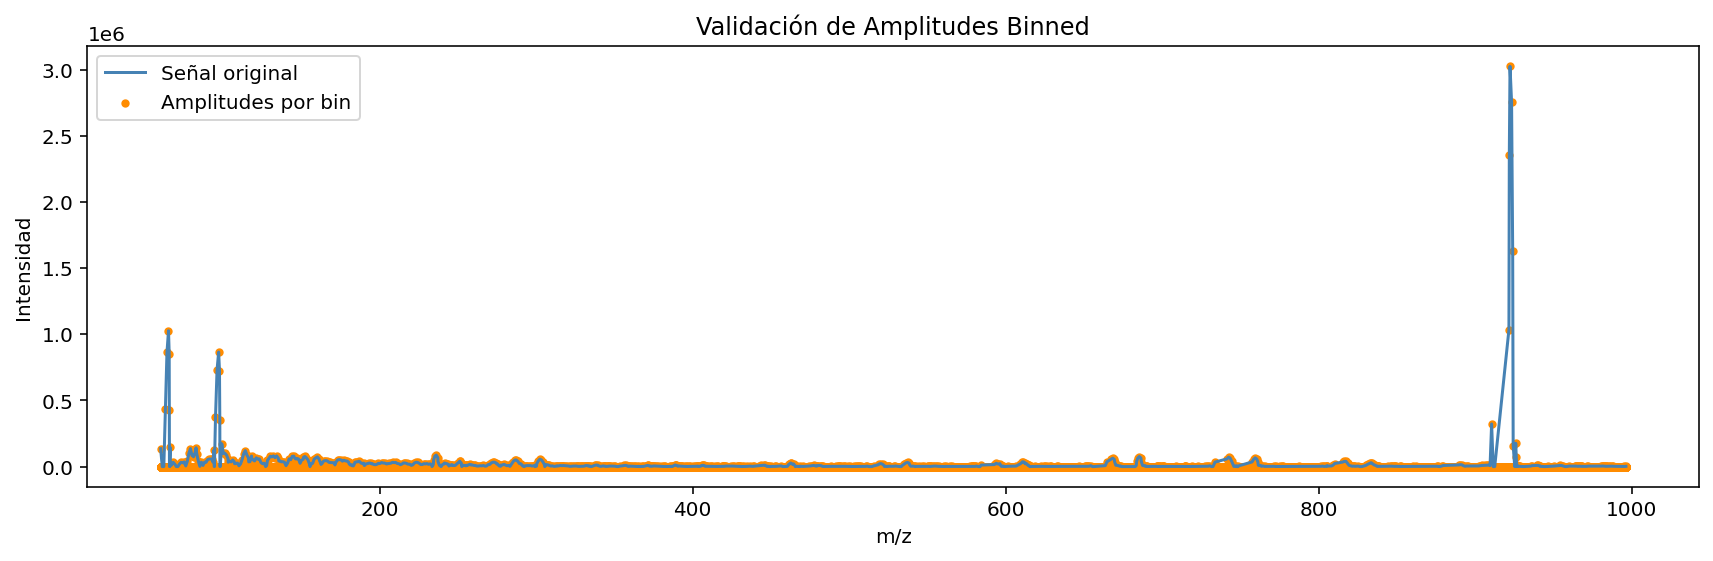 Validación de Amplitudes Binned
1e6
Señal original
Amplitudes por bin
3.0
2.5
2.0
1.5
1.0
0.5
0.0
Intensidad
200
400
600
800
1000
m/z